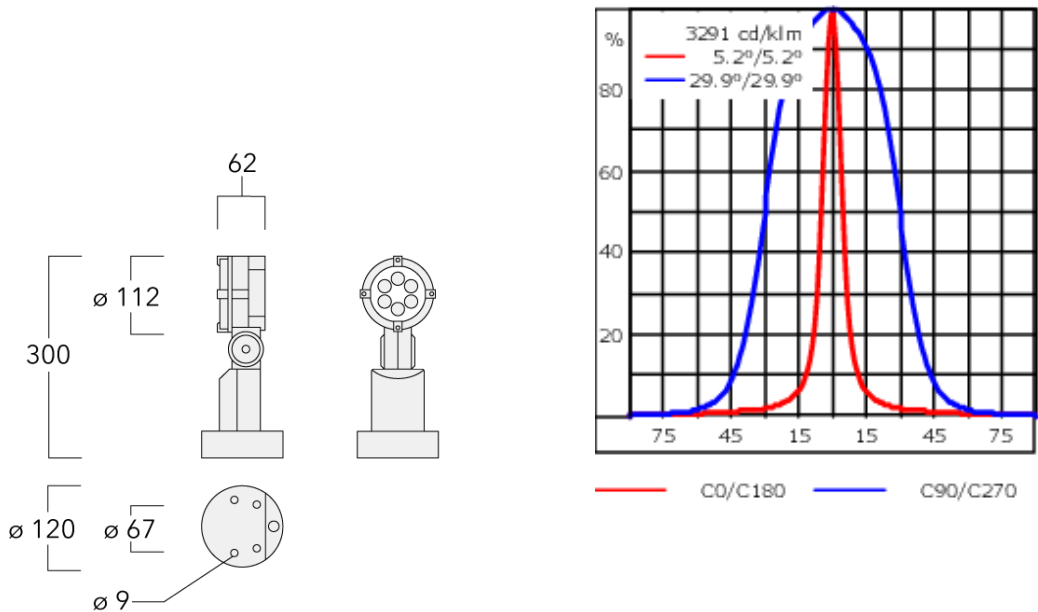 62
ø 112
300
ø 120
ø 67
ø 9
%
3291 cd/klm
5.2º/5.2º
29.9º/29.9º
80
60
40
20
75 45 15 15 45 75
C0/C180 C90/C270